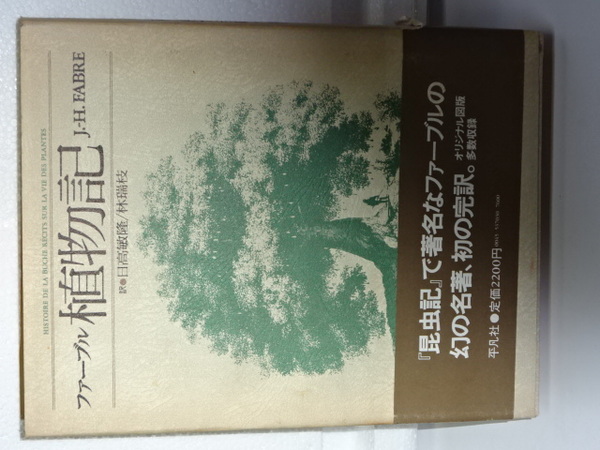 HISTOIRE DE LA BUCHE RÉCITS SUR LA VIE DES PLANTES
ファーブル植物記 J.-H. FABRE
訳●日高敏隆/林瑞枝
『昆虫記』で著名なファーブルの
幻の名著、初の完訳。オリジナル図版
多数収録
平凡社●定価2200円